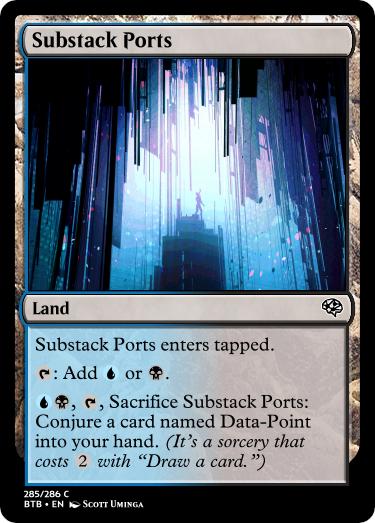 Substack Ports
Land
Substack Ports enters tapped.
: Add or .
, , Sacrifice Substack Ports:
Conjure a card named Data-Point
into your hand. (It's a sorcery that
costs 2 with “Draw a card.”)
285/286 C
BTB • EN Scott Uminga